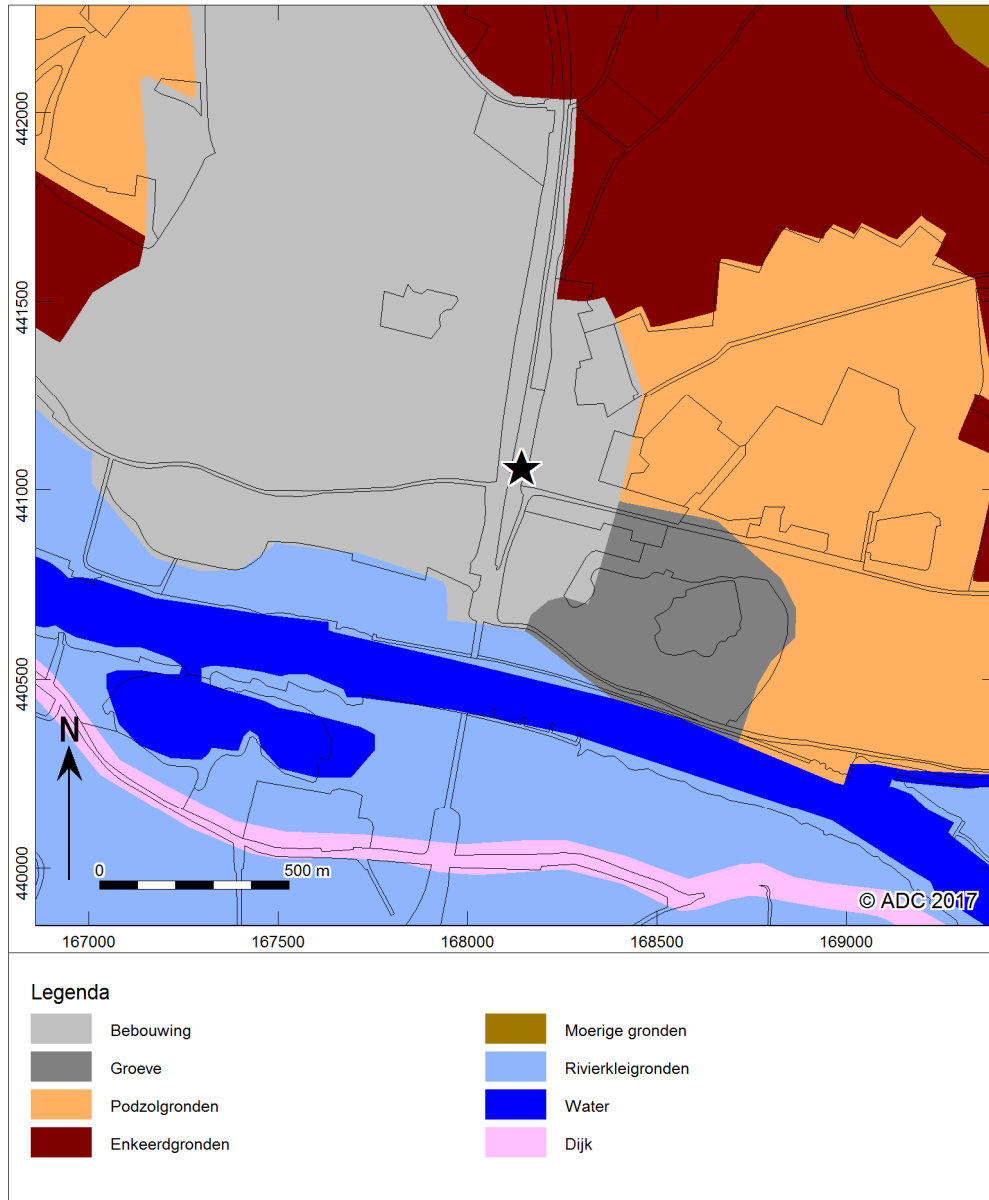 442000
441500
441000
440500
440000
N
0 500 m
© ADC 2017
167000 167500 168000 168500 169000
Legenda
Bebouwing
Groeve
Podzolgronden
Enkeerdgronden
Moerige gronden
Rivierkleigronden
Water
Dijk